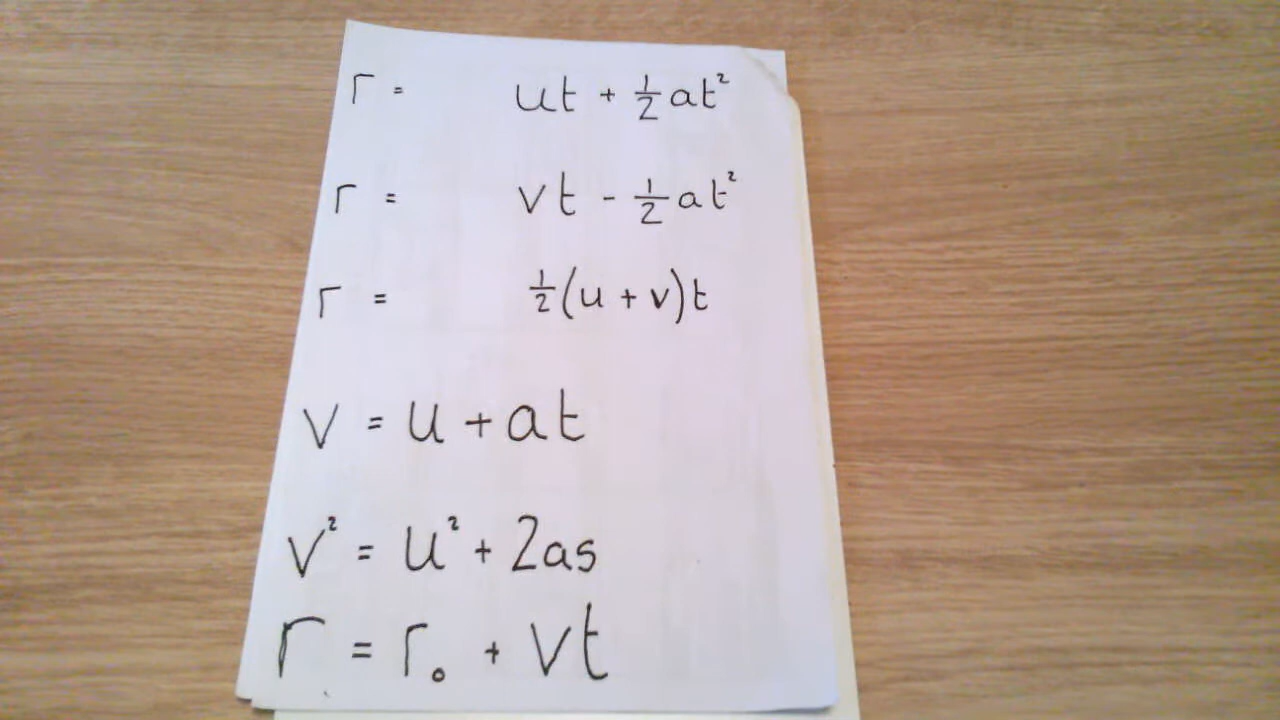 r = ut + ½at²
r = vt - ½at²
r = ½(u + v)t
v = u + at
v² = u² + 2as
r = r₀ + vt